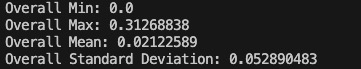 Overall Min: 0.0
Overall Max: 0.31268838
Overall Mean: 0.02122589
Overall Standard Deviation: 0.052890483